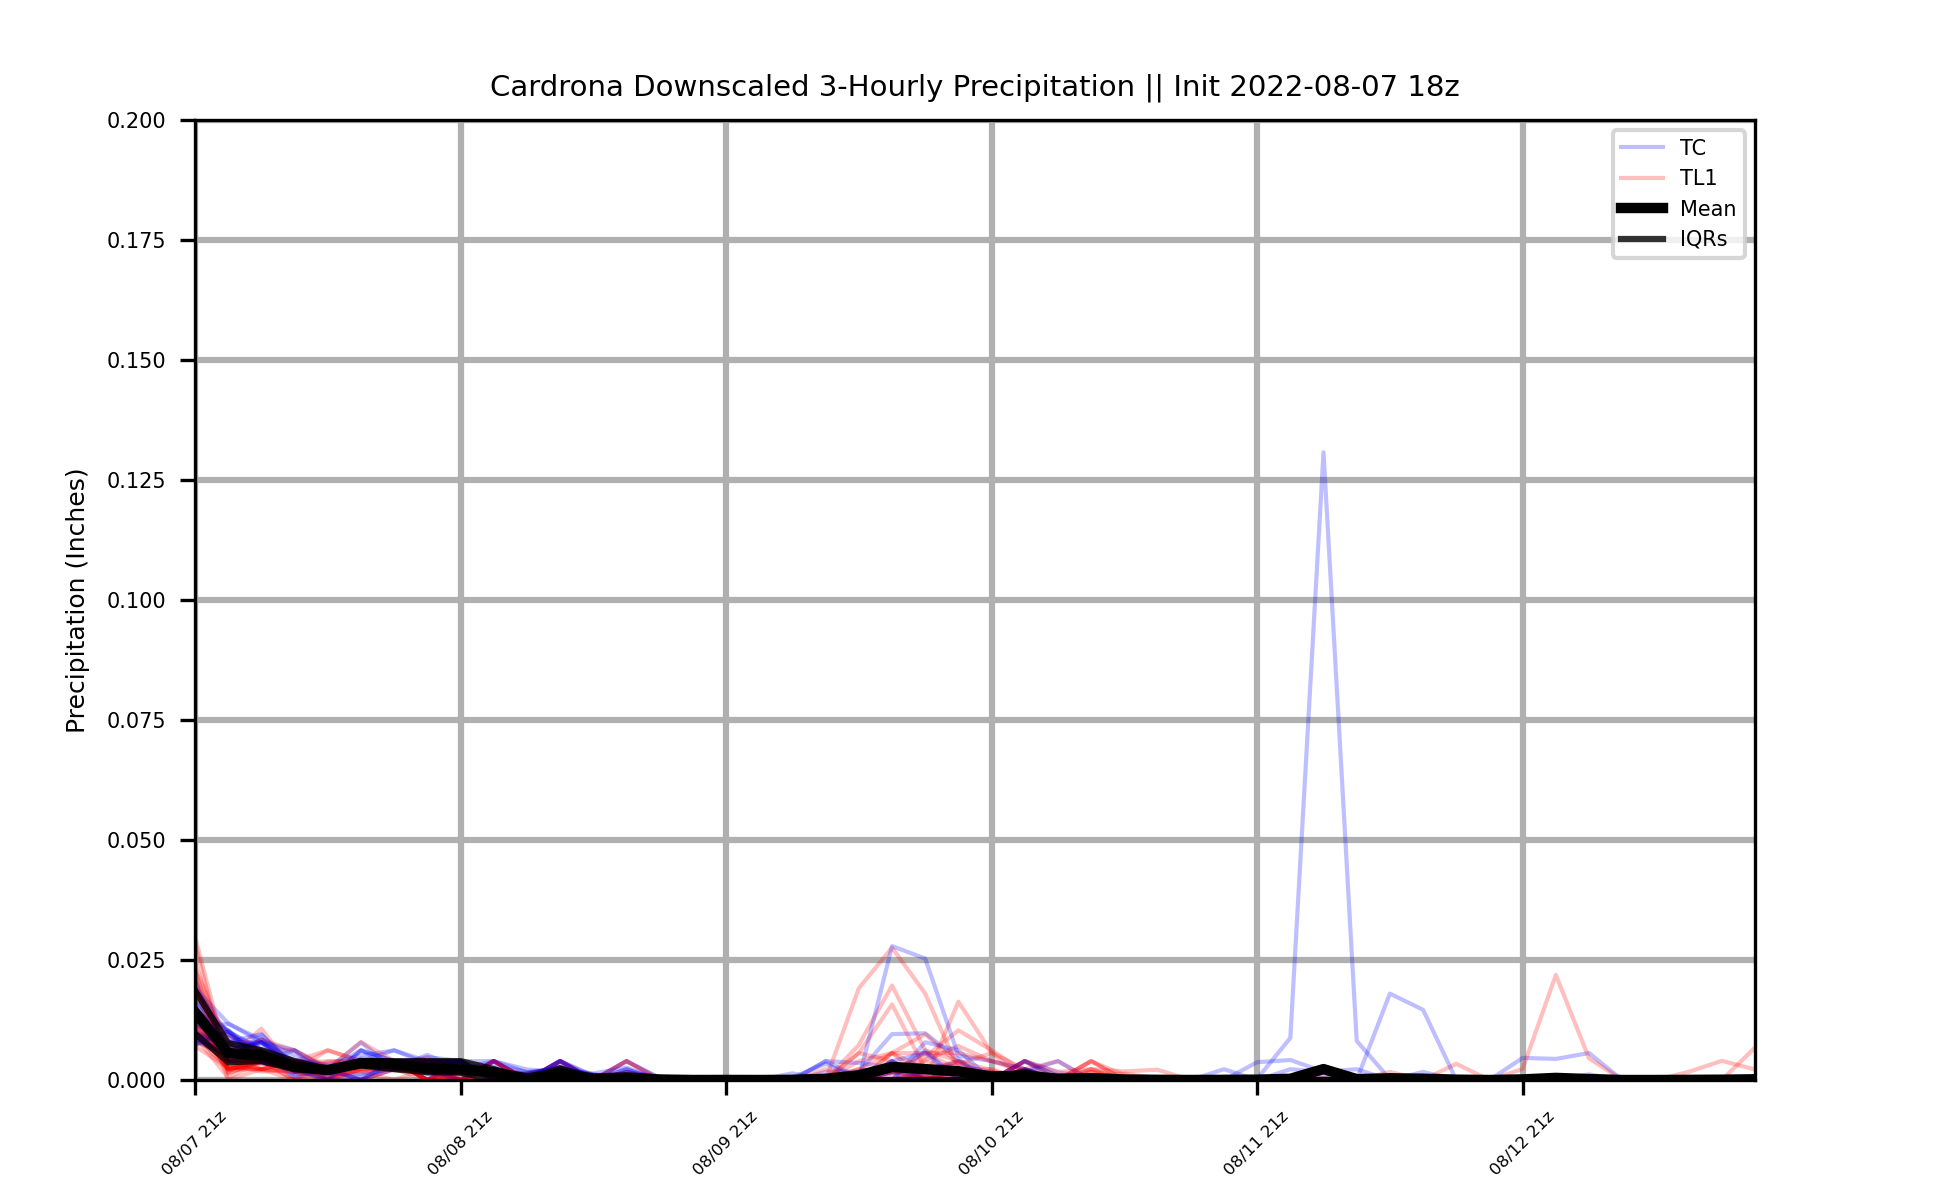 Cardrona Downscaled 3-Hourly Precipitation || Init 2022-08-07 18z
Precipitation (Inches)
0.200
0.175
0.150
0.125
0.100
0.075
0.050
0.025
0.000
TC
TL1
Mean
IQRs
08/07 21z
08/08 21z
08/09 21z
08/10 21z
08/11 21z
08/12 21z